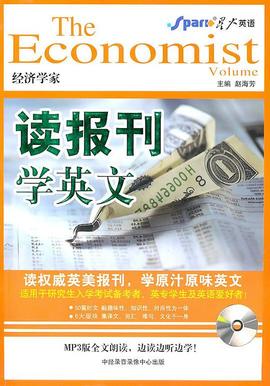 The
Economist
Volume
Spark 星火英语
经济学家
主编 赵海芳
读报刊
学英文
读权威英美报刊，学原汁原味英文
适用于研究生入学考试备考者、英专学生及英语爱好者！
MP3版全文朗读，边读边听边学！
中经录音录像中心出版